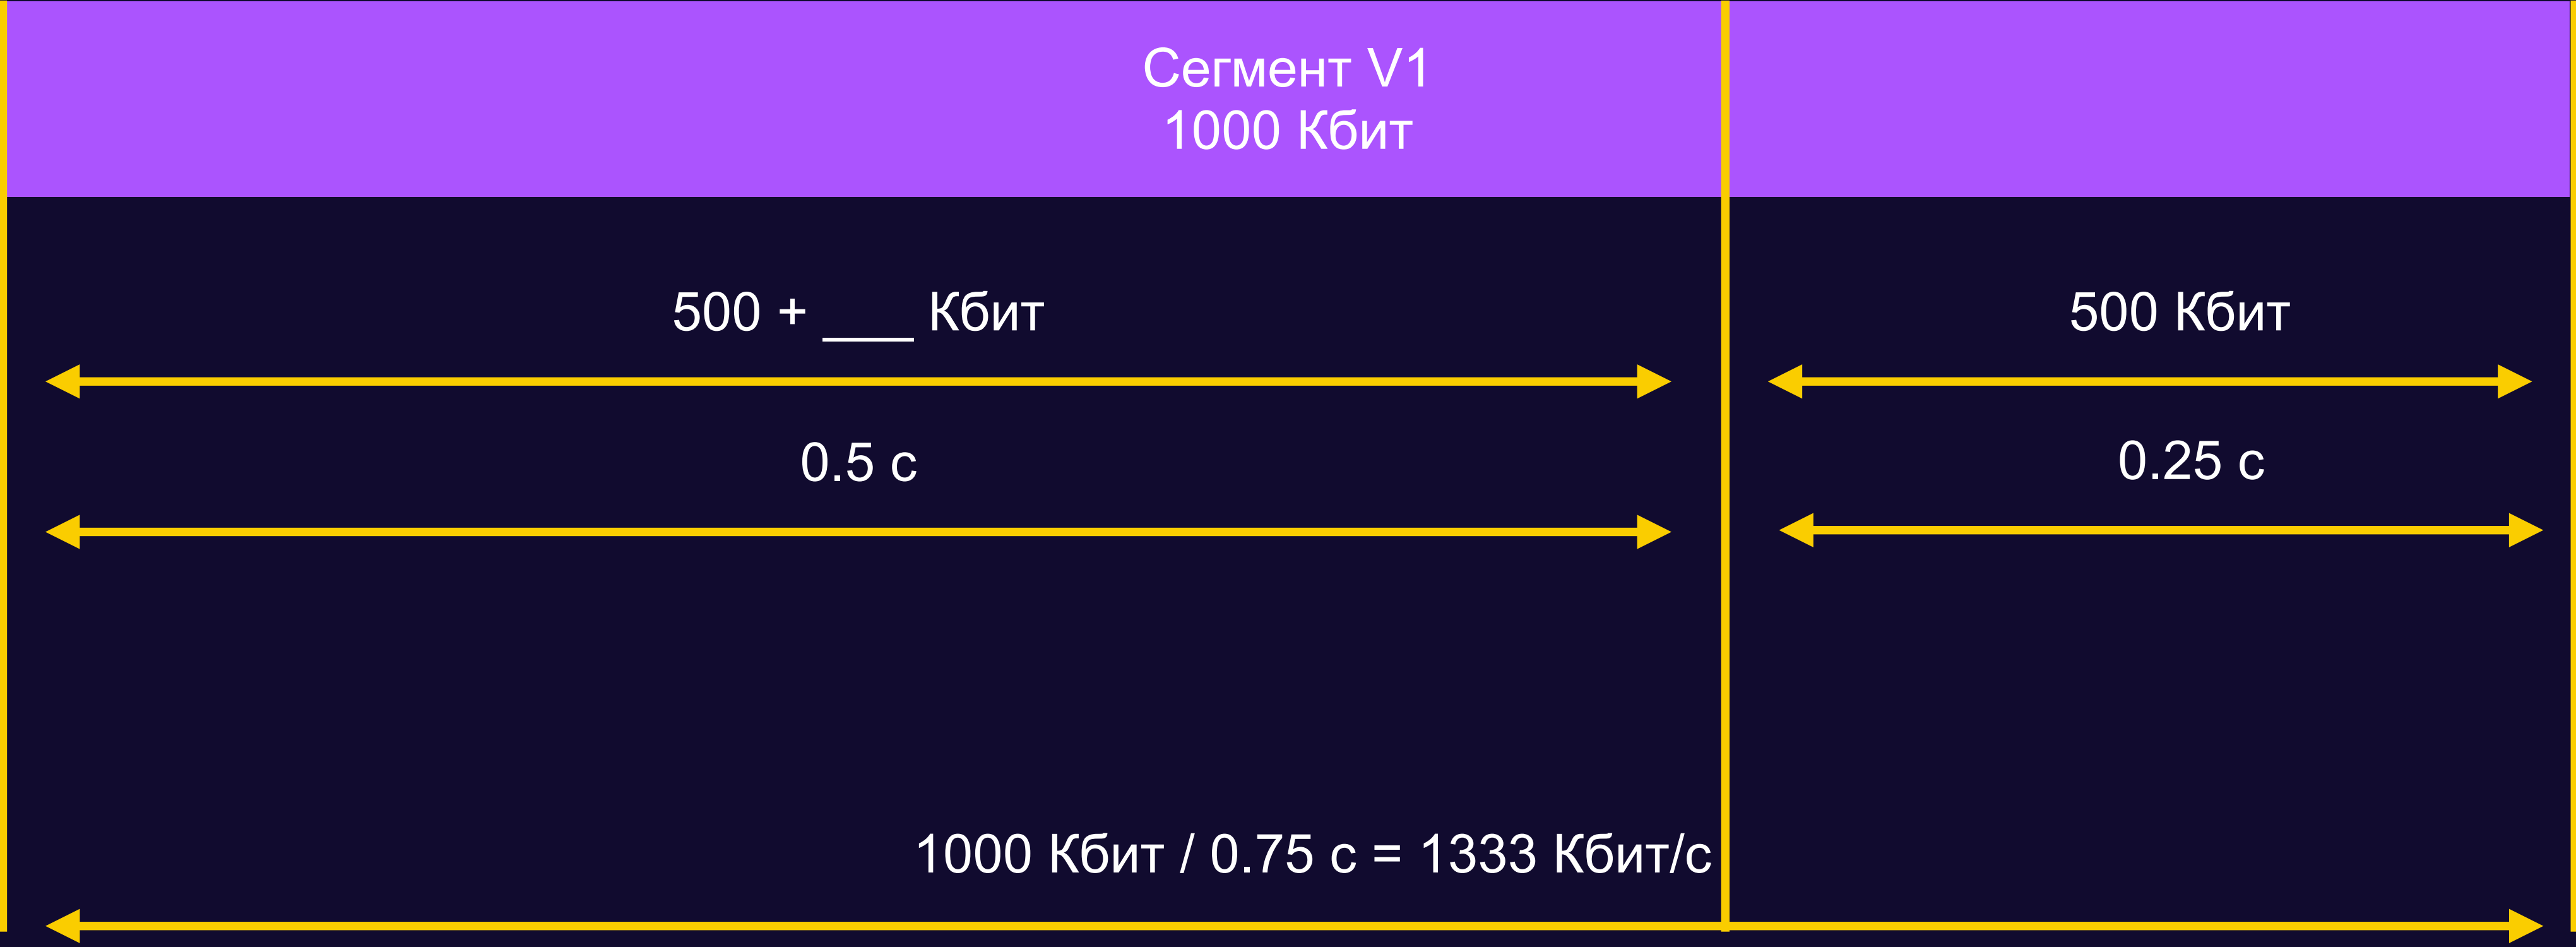 Сегмент V1
1000 Кбит
500 + ___ Кбит
500 Кбит
0.5 с
0.25 с
1000 Кбит / 0.75 с = 1333 Кбит/с